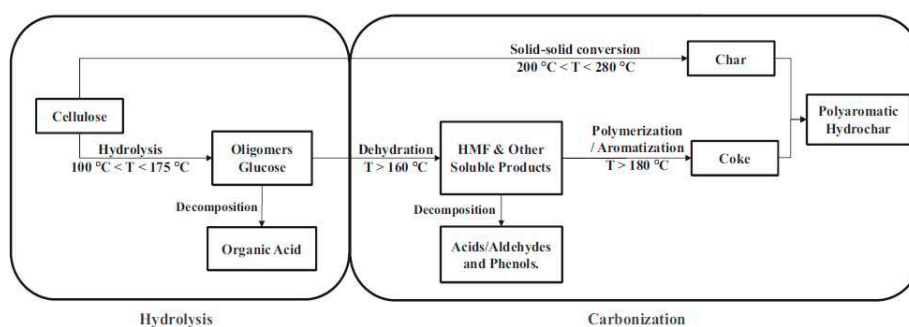 Solid-solid conversion
200 °C < T < 280 °C
Char
Cellulose
Polyaromatic
Hydrochar
Hydrolysis
100 °C < T < 175 °C
Oligomers
Glucose
Dehydration
T > 160 °C
HMF & Other
Soluble Products
Polymerization
/ Aromatization
T > 180 °C
Coke
Decomposition
Organic Acid
Decomposition
Acids/Aldehydes
and Phenols.
Hydrolysis
Carbonization